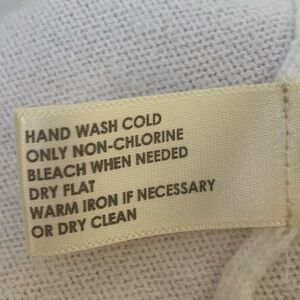 HAND WASH COLD
ONLY NON-CHLORINE
BLEACH WHEN NEEDED
DRY FLAT
WARM IRON IF NECESSARY
OR DRY CLEAN